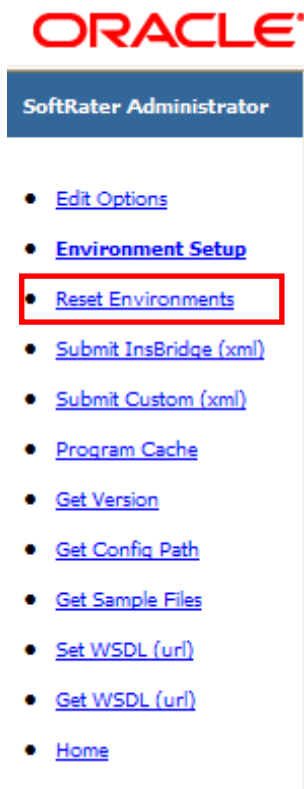 ORACLE
SoftRater Administrator
Edit Options
Environment Setup
Reset Environments
Submit InsBridge (xml)
Submit Custom (xml)
Program Cache
Get Version
Get Config Path
Get Sample Files
Set WSDL (url)
Get WSDL (url)
Home